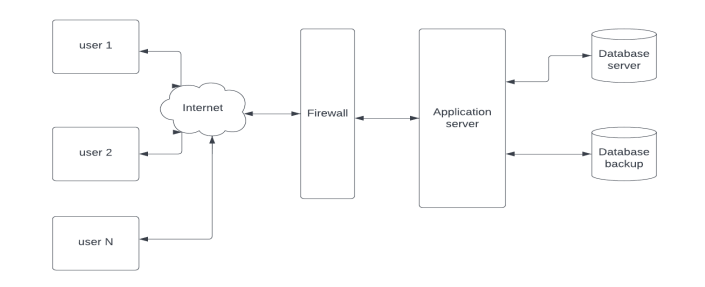 user 1
user 2
user N
Internet
Firewall
Application
server
Database
server
Database
backup